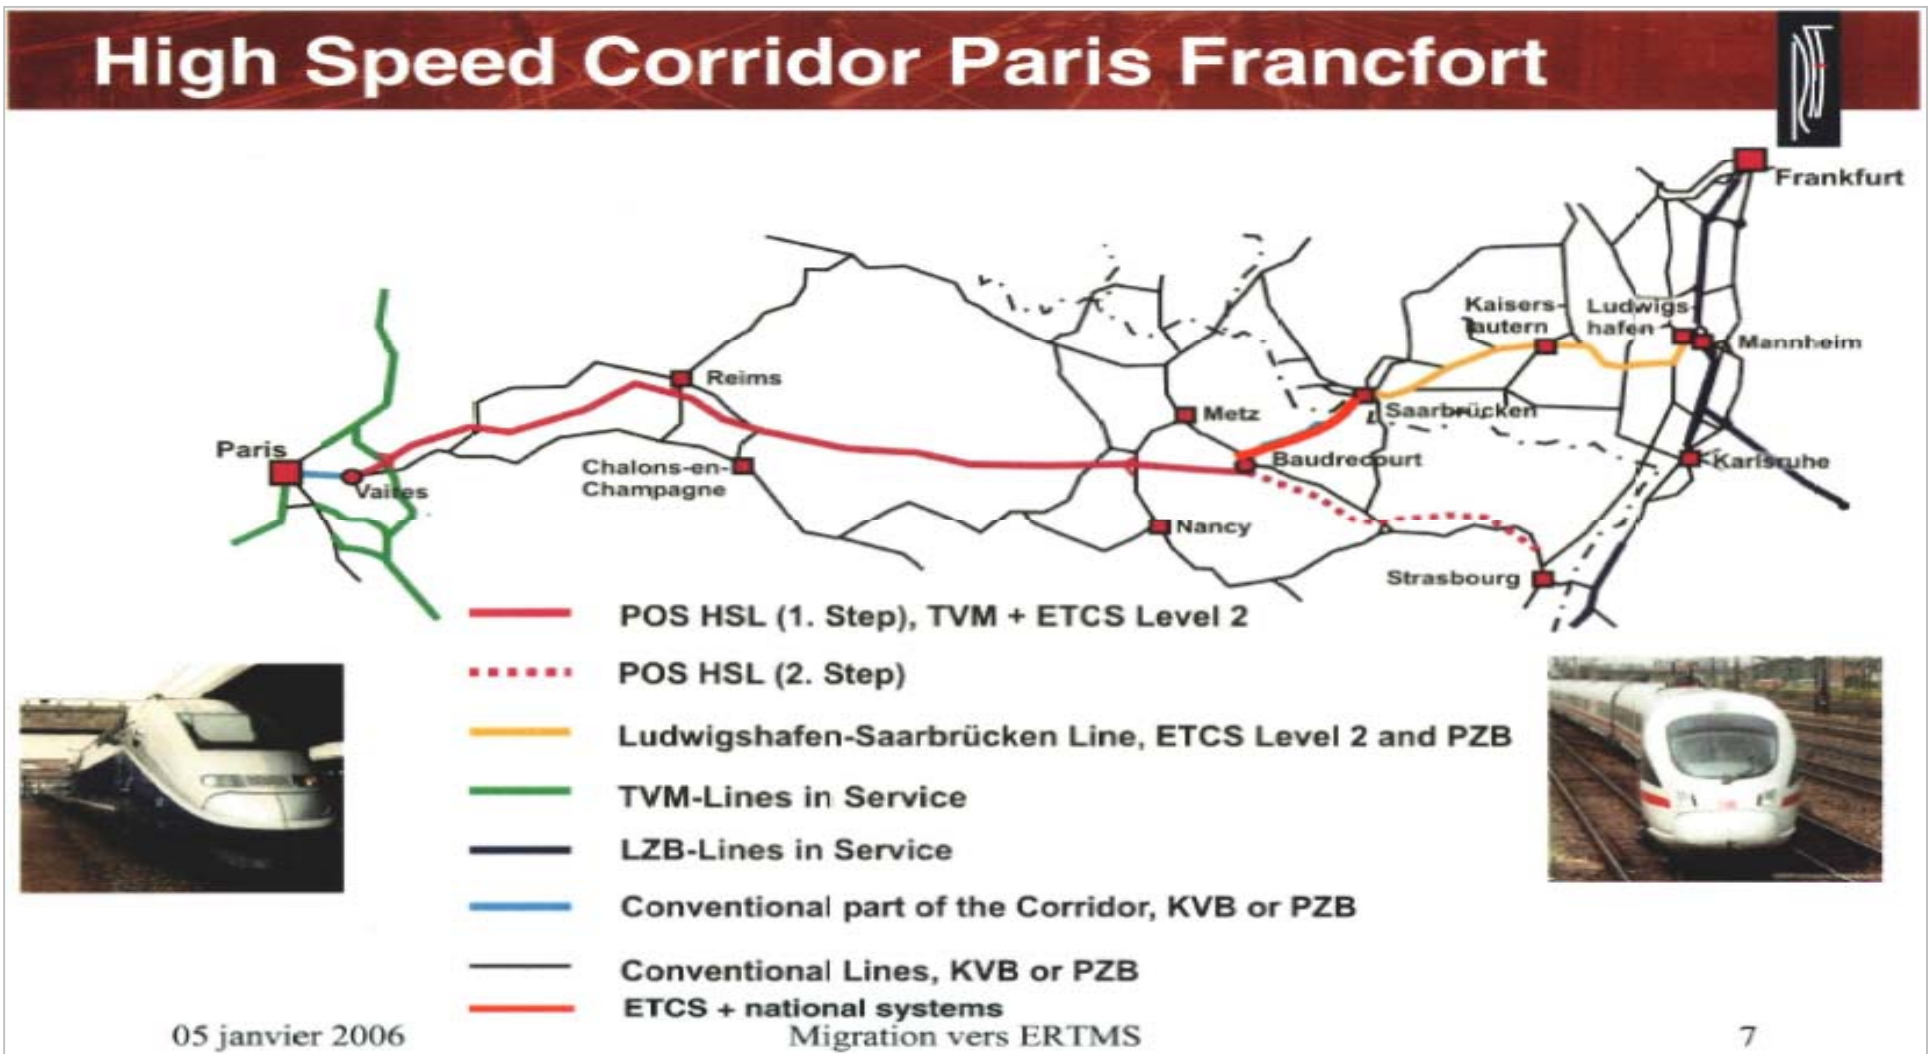 High Speed Corridor Paris Francfort
Frankfurt
Kaisers-
lautern
Ludwigs-
hafen
Mannheim
Reims
Metz
Saarbrücken
Paris
Vaires
Chalons-en-
Champagne
Baudrecourt
Karlsruhe
Nancy
Strasbourg
POS HSL (1. Step), TVM + ETCS Level 2
POS HSL (2. Step)
Ludwigshafen-Saarbrücken Line, ETCS Level 2 and PZB
TVM-Lines in Service
LZB-Lines in Service
Conventional part of the Corridor, KVB or PZB
Conventional Lines, KVB or PZB
ETCS + national systems
05 janvier 2006
Migration vers ERTMS
7